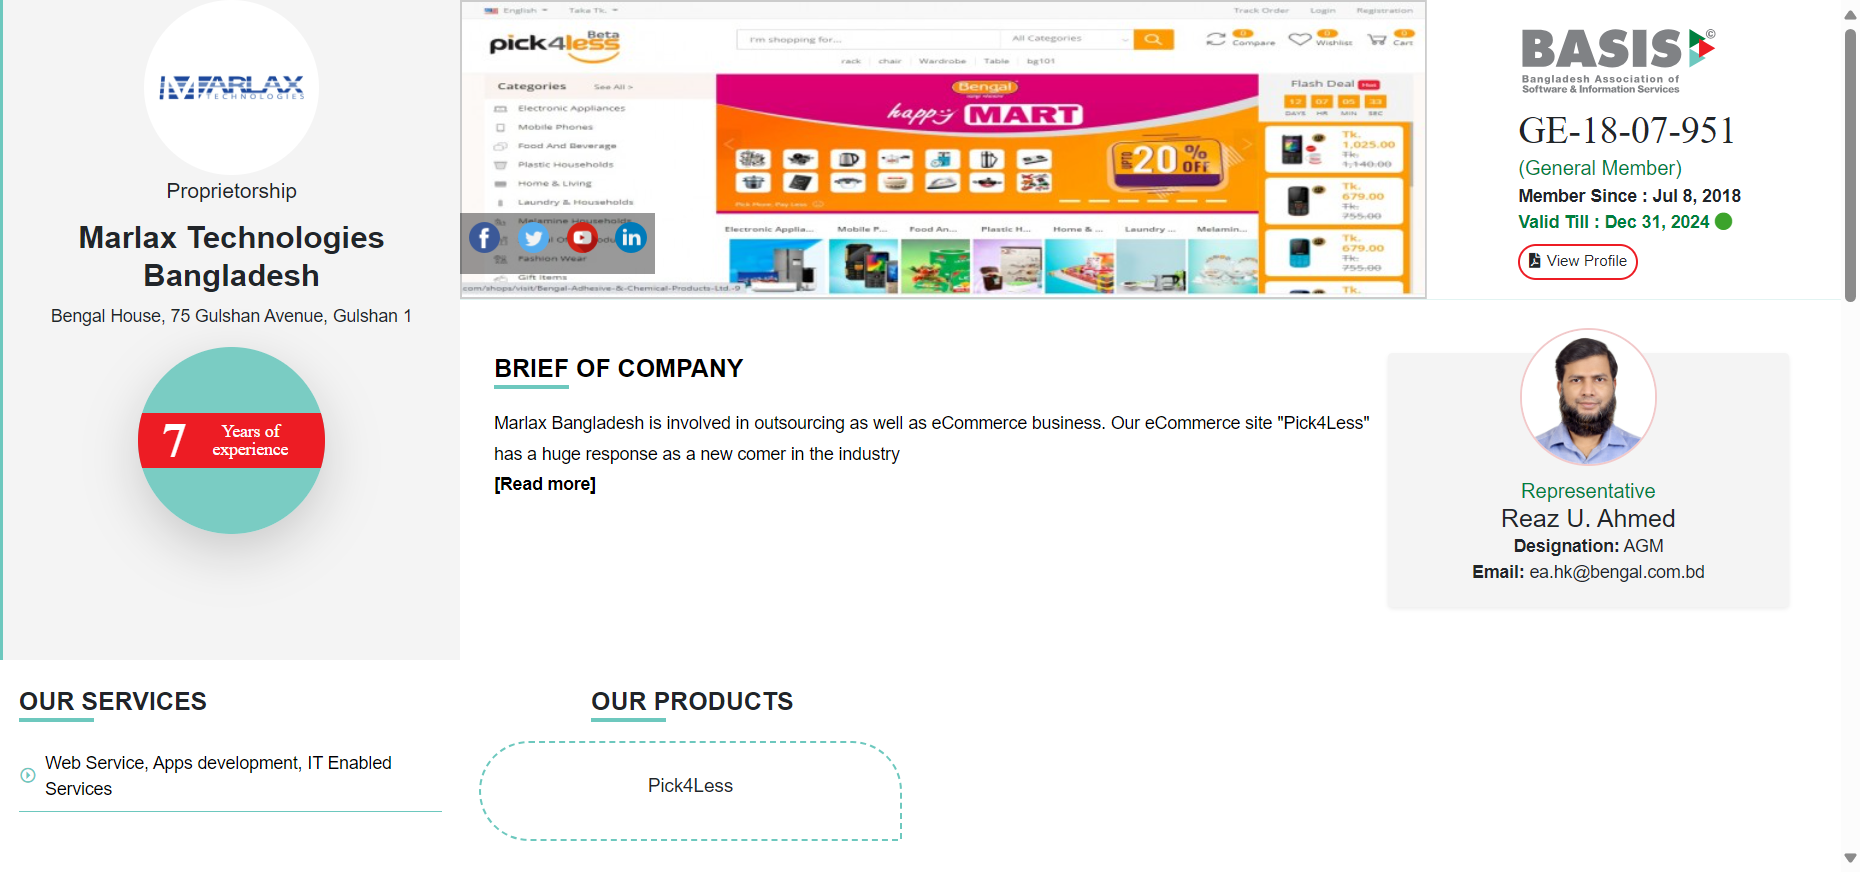 MARLAX
TECHNOLOGIES
Proprietorship
Marlax Technologies
Bangladesh
Bengal House, 75 Gulshan Avenue, Gulshan 1
7
Years of
experience
English
Taka Tk.
Track Order
Login
Registration
Beta
pick4less
I'm shopping for...
All Categories
0
Compare
0
Wishlist
0
Cart
rack
chair
Wardrobe
Table
bg101
Categories
See All >
Electronic Appliances
Mobile Phones
Food And Beverage
Plastic Households
Home & Living
Laundry & Households
Melamine Households
Fashion Wear
Gift Items
Bengal
happy MART
UPTO 20% OFF
Pick More, Pay Less
Flash Deal Hot
12 07 05 33
DAYS HR MIN SEC
Tk.
1,025.00
Tk.
1,140.00
Tk.
679.00
Tk.
755.00
Tk.
679.00
Tk.
755.00
Tk.
Electronic Applia...
Mobile P...
Food An...
Plastic H...
Home & ...
Laundry ...
Melamin...
com/shops/visit/Bengal-Adhesive-&-Chemical-Products-Ltd.-9
BASIS
Bangladesh Association of
Software & Information Services
GE-18-07-951
(General Member)
Member Since : Jul 8, 2018
Valid Till : Dec 31, 2024
View Profile
BRIEF OF COMPANY
Marlax Bangladesh is involved in outsourcing as well as eCommerce business. Our eCommerce site "Pick4Less"
has a huge response as a new comer in the industry
[Read more]
Representative
Reaz U. Ahmed
Designation: AGM
Email: ea.hk@bengal.com.bd
OUR SERVICES
Web Service, Apps development, IT Enabled
Services
OUR PRODUCTS
Pick4Less